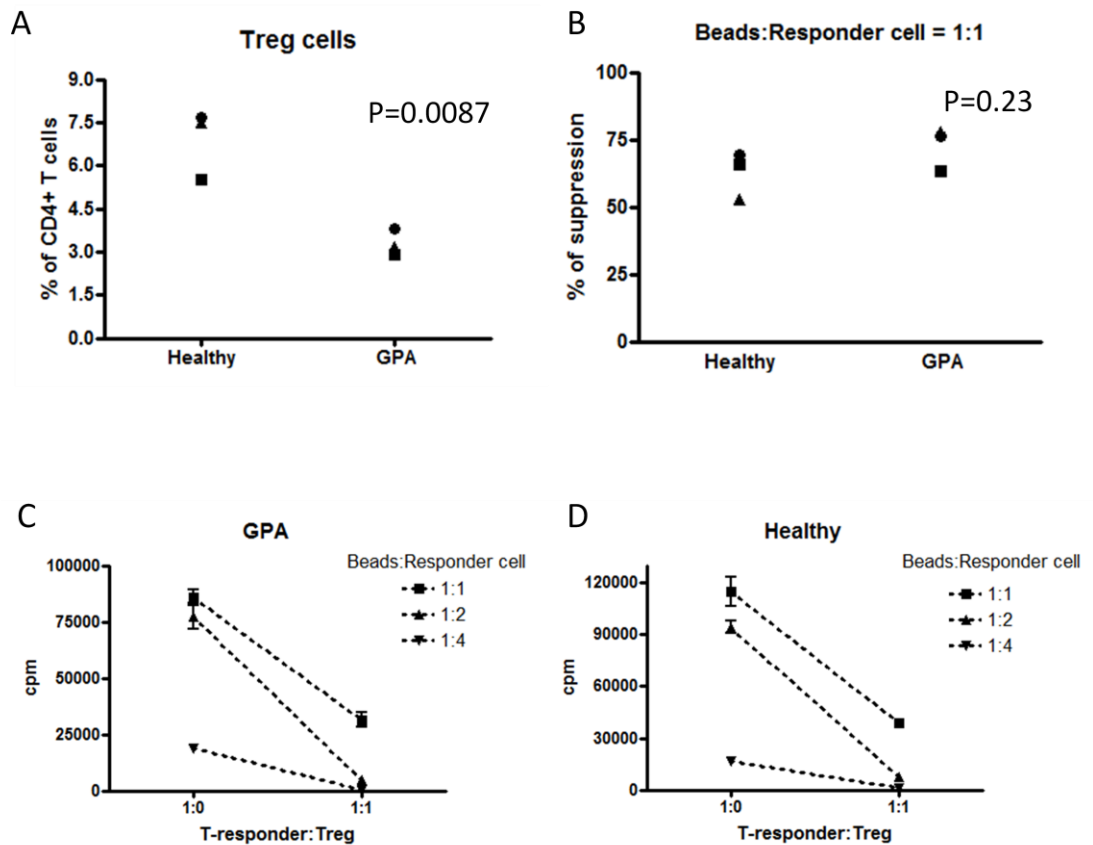 A
Treg cells
% of CD4+ T cells
9.0
7.5
6.0
4.5
3.0
1.5
0.0
P=0.0087
Healthy
GPA
B
Beads:Responder cell = 1:1
% of suppression
100
75
50
25
0
P=0.23
Healthy
GPA
C
GPA
cpm
100000
75000
50000
25000
0
Beads:Responder cell
1:1
1:2
1:4
1:0
1:1
T-responder:Treg
D
Healthy
cpm
120000
90000
60000
30000
0
Beads:Responder cell
1:1
1:2
1:4
1:0
1:1
T-responder:Treg